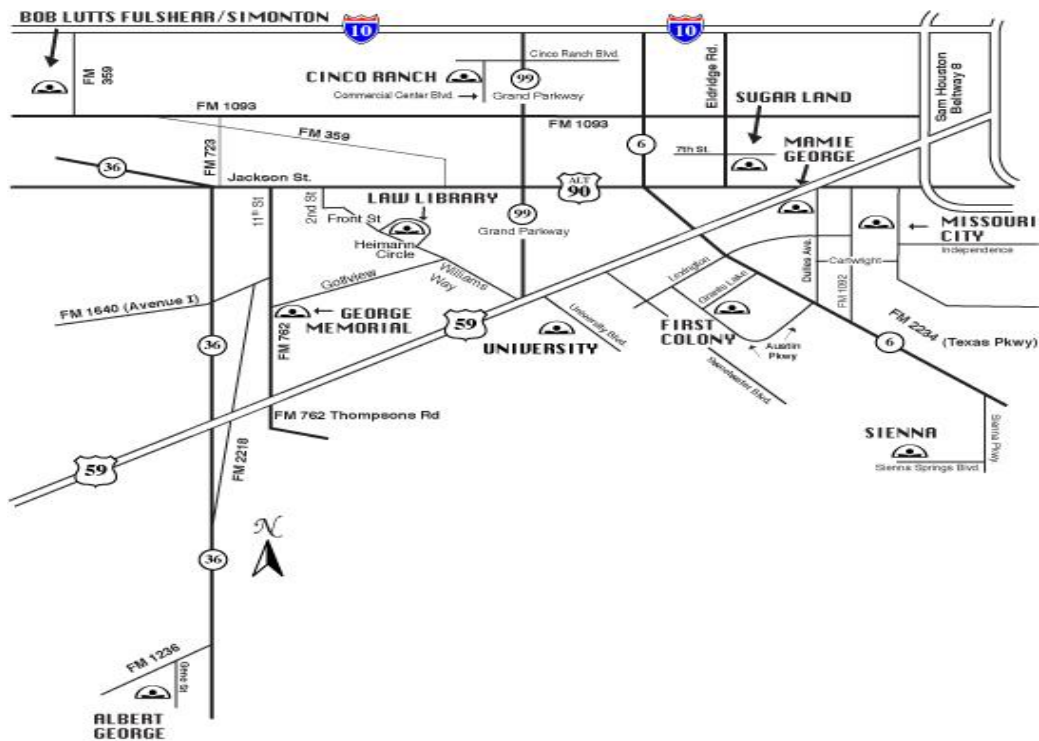 BOB LUTTS FULSHEAR/SIMONTON
10
10
Cinco Ranch Blvd.
FM 359
CINCO RANCH
99
Commercial Center Blvd.
Grand Parkway
Eldridge Rd.
Sam Houston
Beltway 8
SUGAR LAND
FM 1093
FM 1093
FM 359
FM 723
6
7th St.
MAMIE
GEORGE
36
Jackson St.
ALT
90
11th St
2nd St
LAW LIBRARY
Front St
99
Heimann
Circle
Grand Parkway
MISSOURI
CITY
Independence
Dulles Ave.
Cartwright
FM 1092
Golfview
Williams
Way
Lexington
Grants Lake
FM 1640 (Avenue I)
GEORGE
MEMORIAL
FM 762
59
UNIVERSITY
University Blvd.
FIRST
COLONY
Austin
Pkwy
Sweetwater Blvd.
FM 2234 (Texas Pkwy)
6
36
FM 762 Thompsons Rd
FM 2218
59
SIENNA
Sienna Springs Blvd.
Sienna Pkwy
N
36
FM 1236
ALBERT
GEORGE